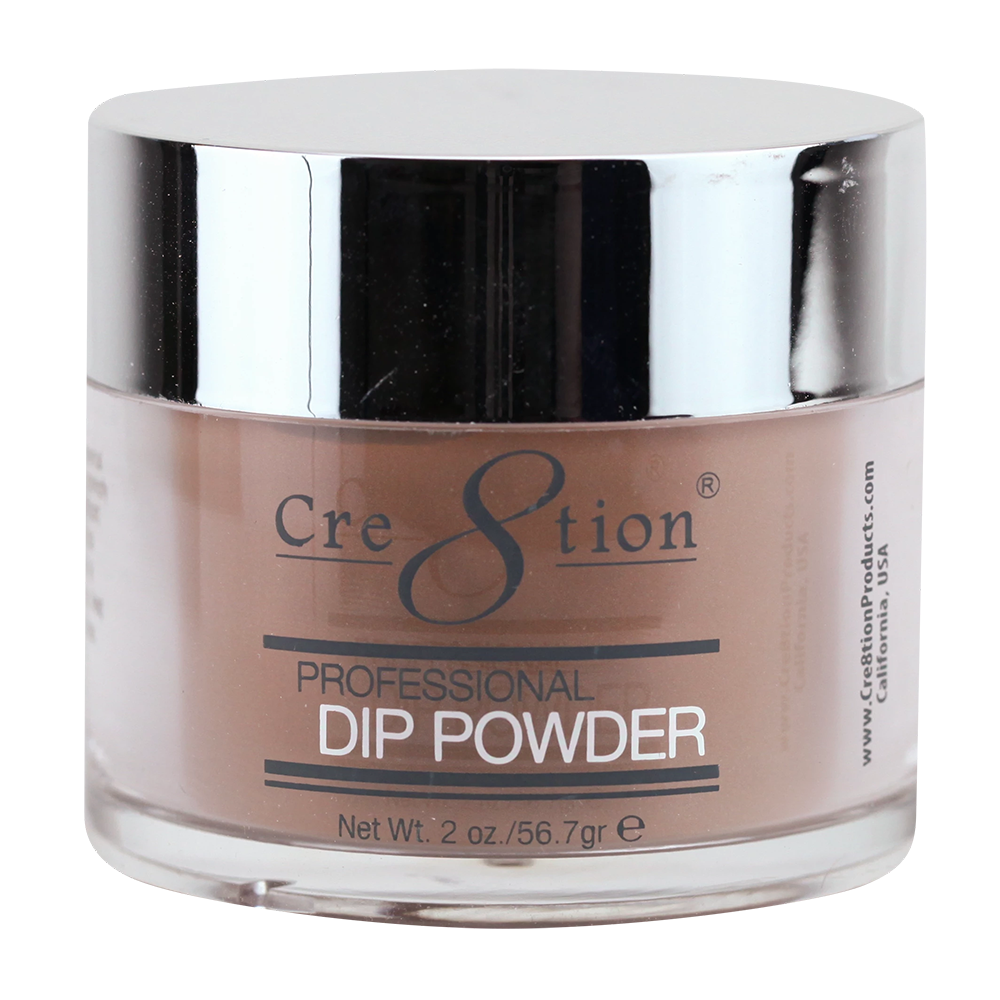 Cre8tion®
PROFESSIONAL
DIP POWDER
Net Wt. 2 oz./56.7gr ℮
www.Cre8tionProducts.com
California, USA